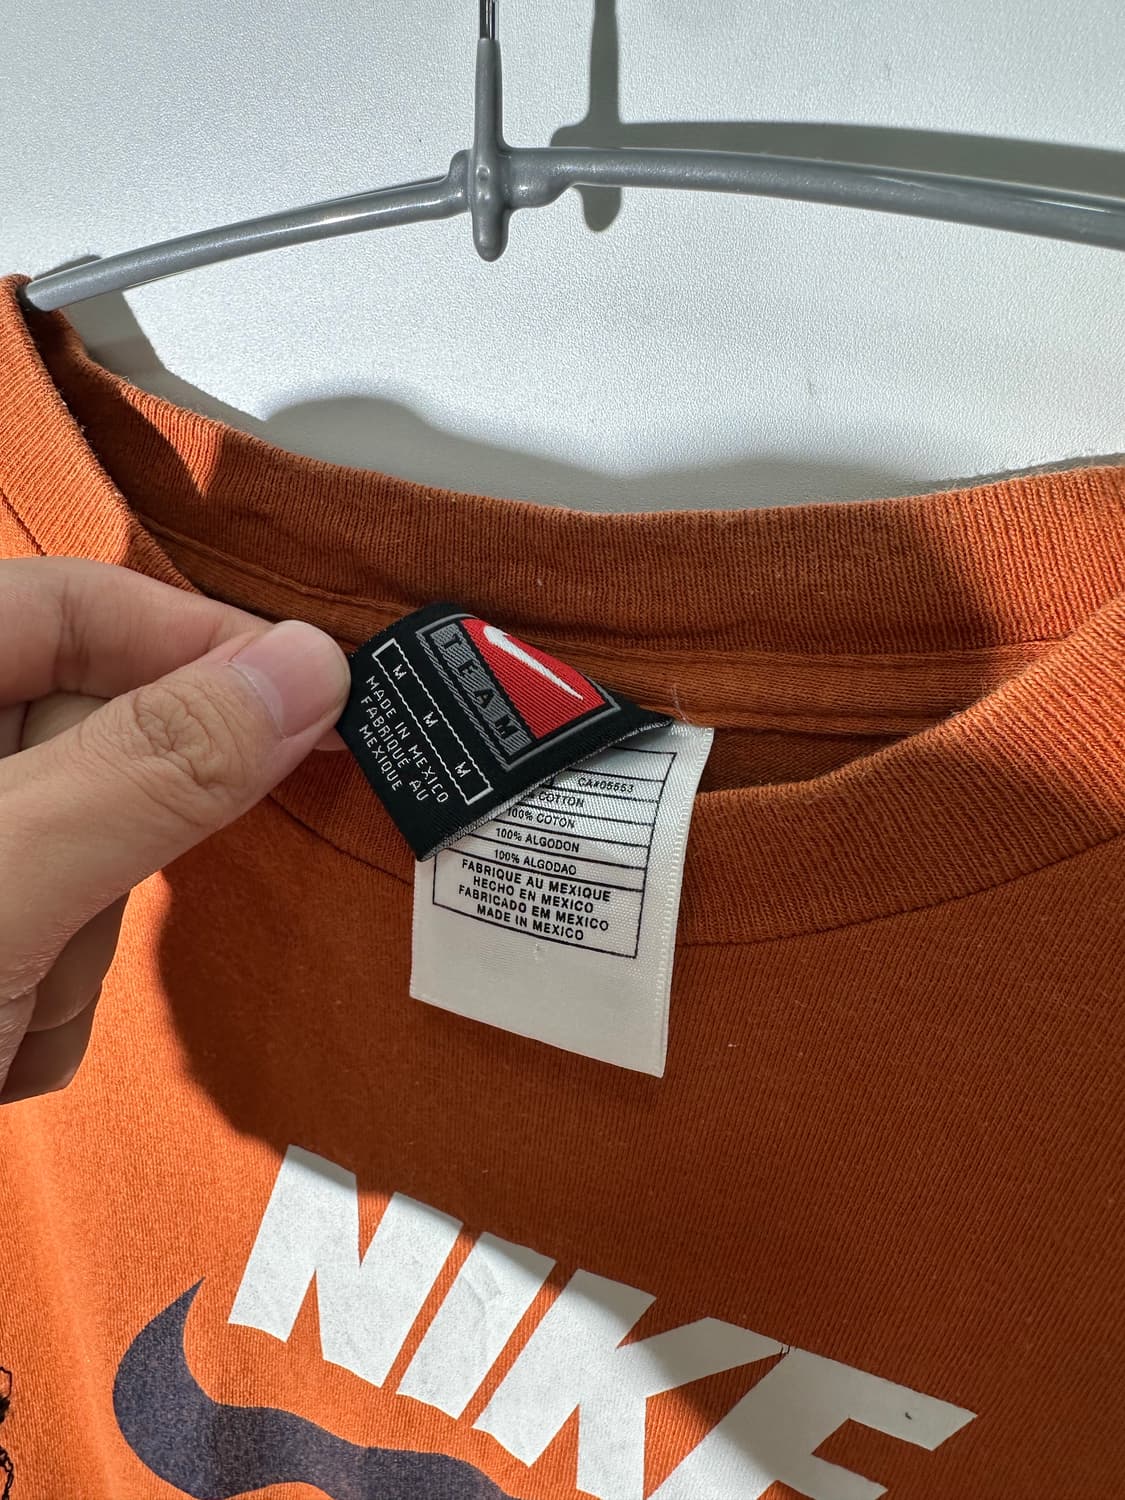 TEAM
M M M
MADE IN MEXICO
FABRIQUÉ AU
MEXIQUE
CA#05553
COTTON
100% COTON
100% ALGODON
100% ALGODAO
FABRIQUE AU MEXIQUE
HECHO EN MEXICO
FABRICADO EM MEXICO
MADE IN MEXICO
NIKE